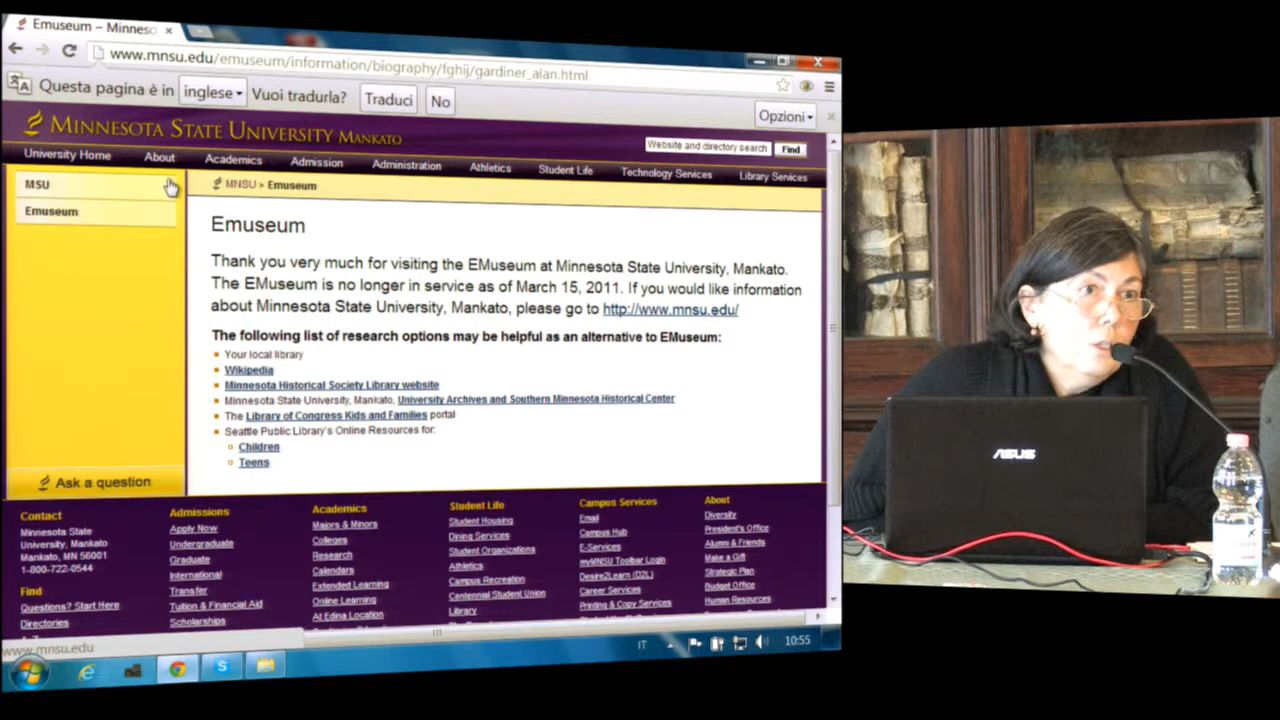 Emuseum – Minneso
www.mnsu.edu/emuseum/information/biography/fghij/gardiner_alan.html
Questa pagina è in inglese Vuoi tradurla? Traduci No
Opzioni
MINNESOTA STATE UNIVERSITY MANKATO
Website and directory search Find
University Home About Academics Admission Administration Athletics Student Life Technology Services Library Services
MSU
Emuseum
MNSU > Emuseum
Emuseum
Thank you very much for visiting the EMuseum at Minnesota State University, Mankato.
The EMuseum is no longer in service as of March 15, 2011. If you would like information
about Minnesota State University, Mankato, please go to http://www.mnsu.edu/
The following list of research options may be helpful as an alternative to EMuseum:
Your local library
Wikipedia
Minnesota Historical Society Library website
Minnesota State University, Mankato, University Archives and Southern Minnesota Historical Center
The Library of Congress Kids and Families portal
Seattle Public Library's Online Resources for:
Children
Teens
Ask a question
Contact
Minnesota State
University, Mankato
Mankato, MN 56001
1-800-722-0544
Find
Questions? Start Here
Directories
Admissions
Apply Now
Undergraduate
Graduate
International
Transfer
Tuition & Financial Aid
Scholarships
Academics
Majors & Minors
Colleges
Research
Calendars
Extended Learning
Online Learning
At Edina Location
Student Life
Student Housing
Dining Services
Student Organizations
Athletics
Campus Recreation
Centennial Student Union
Library
Campus Services
Email
Campus Hub
E-Services
myMNSU Toolbar Login
Desire2Learn (D2L)
Career Services
Printing & Copy Services
About
Diversity
President's Office
Alumni & Friends
Make a Gift
Strategic Plan
Budget Office
Human Resources
www.mnsu.edu
IT
10:55
ASUS